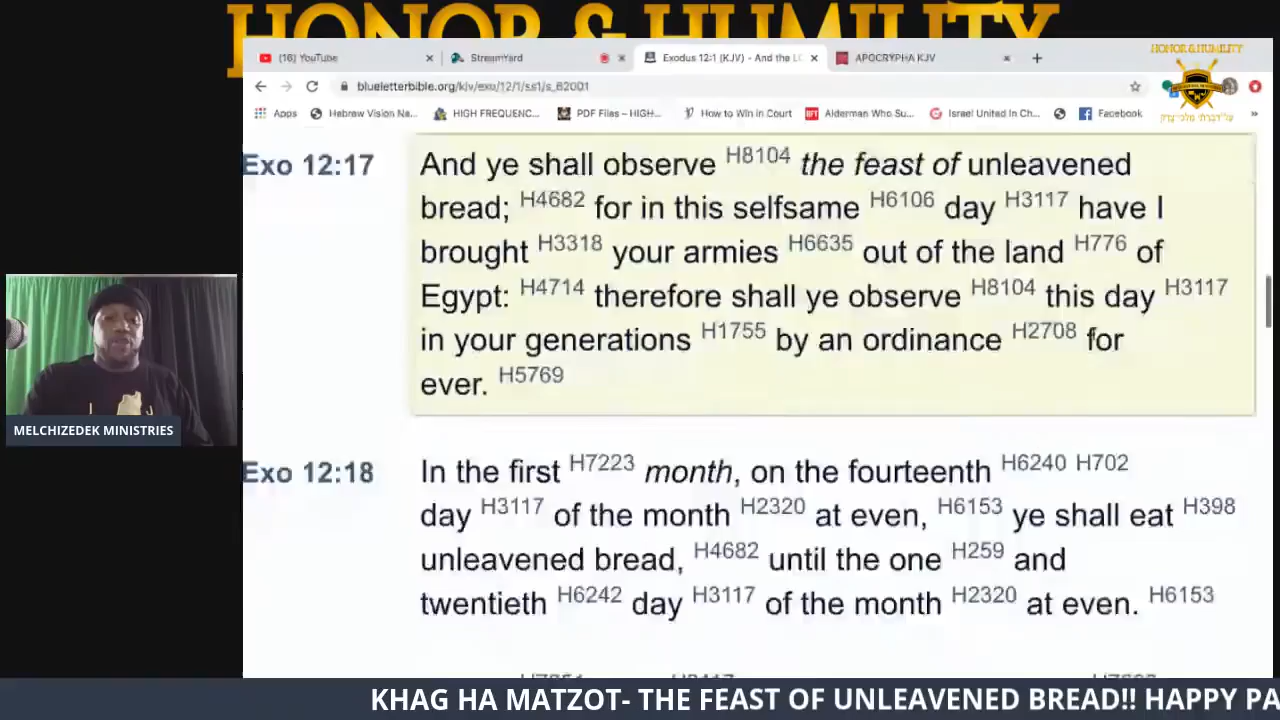 HONOR & HUMILITY
(16) YouTube
StreamYard
Exodus 12:1 (KJV) - And the LO
APOCRYPHA KJV
HONOR & HUMILITY
blueletterbible.org/kjv/exo/12/1/ss1/s_62001
Apps
Hebrew Vision Na...
HIGH FREQUENC...
PDF Files – HIGH...
How to Win in Court
Alderman Who Su...
Israel United In Ch...
Facebook
»
Exo 12:17
And ye shall observe H8104 the feast of unleavened
bread; H4682 for in this selfsame H6106 day H3117 have I
brought H3318 your armies H6635 out of the land H776 of
Egypt: H4714 therefore shall ye observe H8104 this day H3117
in your generations H1755 by an ordinance H2708 for
ever. H5769
MELCHIZEDEK MINISTRIES
Exo 12:18
In the first H7223 month, on the fourteenth H6240 H702
day H3117 of the month H2320 at even, H6153 ye shall eat H398
unleavened bread, H4682 until the one H259 and
twentieth H6242 day H3117 of the month H2320 at even. H6153
KHAG HA MATZOT- THE FEAST OF UNLEAVENED BREAD!! HAPPY PA